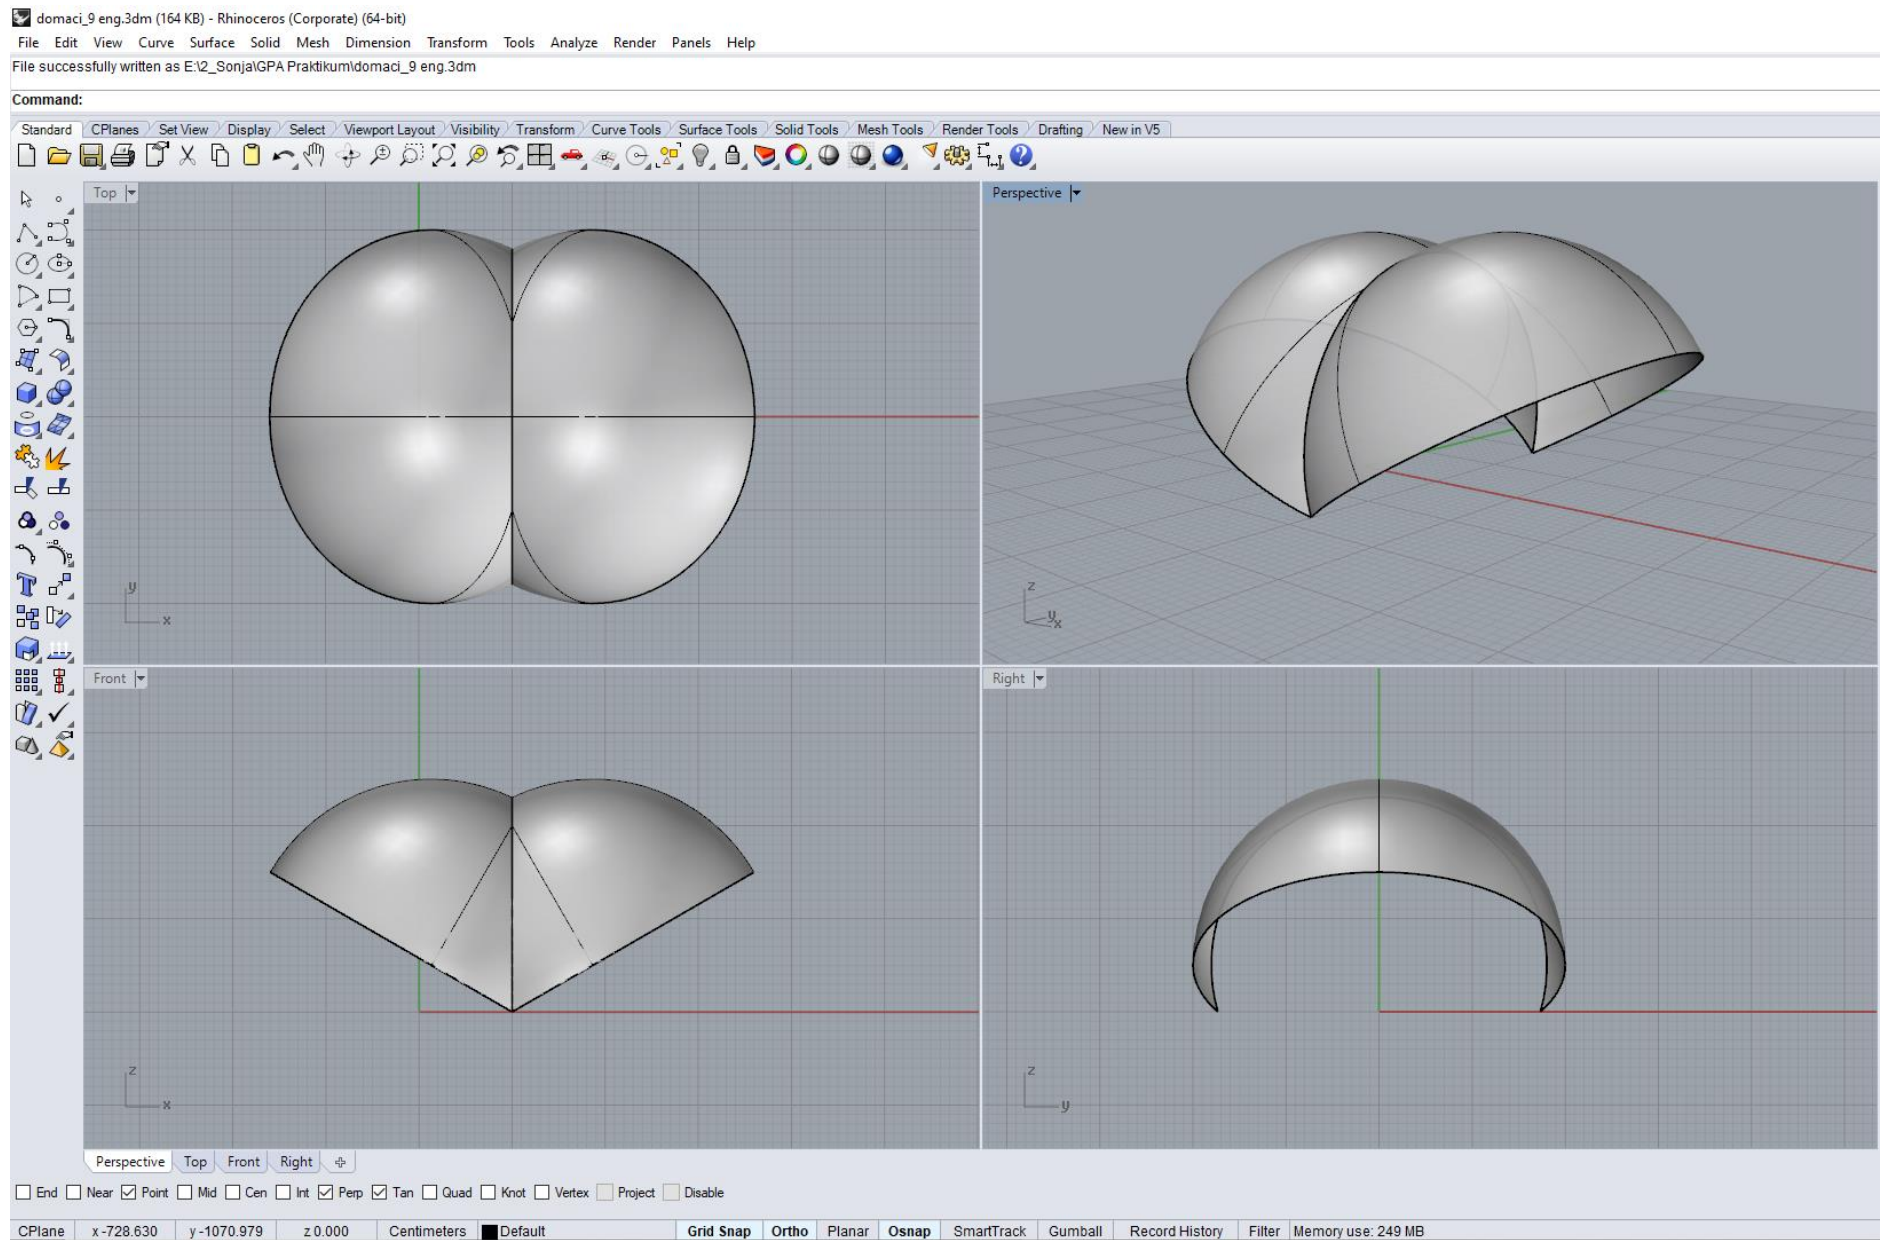 domaci_9 eng.3dm (164 KB) - Rhinoceros (Corporate) (64-bit)
File Edit View Curve Surface Solid Mesh Dimension Transform Tools Analyze Render Panels Help
File successfully written as E:\2_Sonja\GPA Praktikum\domaci_9 eng.3dm
Command:
Standard CPlanes Set View Display Select Viewport Layout Visibility Transform Curve Tools Surface Tools Solid Tools Mesh Tools Render Tools Drafting New in V5
Top
Perspective
y
x
z
y
x
Front
Right
z
x
z
y
Perspective Top Front Right
End Near Point Mid Cen Int Perp Tan Quad Knot Vertex Project Disable
CPlane x -728.630 y -1070.979 z 0.000 Centimeters Default Grid Snap Ortho Planar Osnap SmartTrack Gumball Record History Filter Memory use: 249 MB